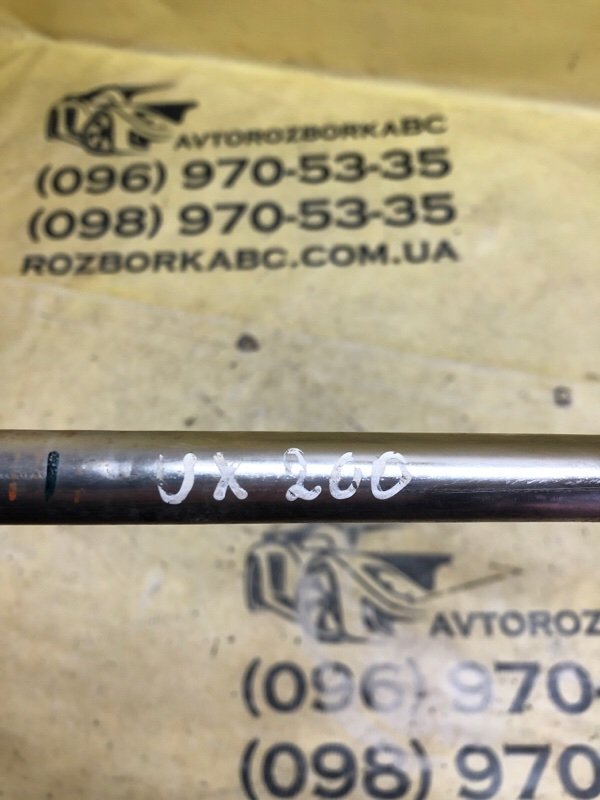 AVTOROZBORKABC
(096) 970-53-35
(098) 970-53-35
ROZBORKABC.COM.UA
UX 200
AVTOROZ
(096) 970-
(098) 970